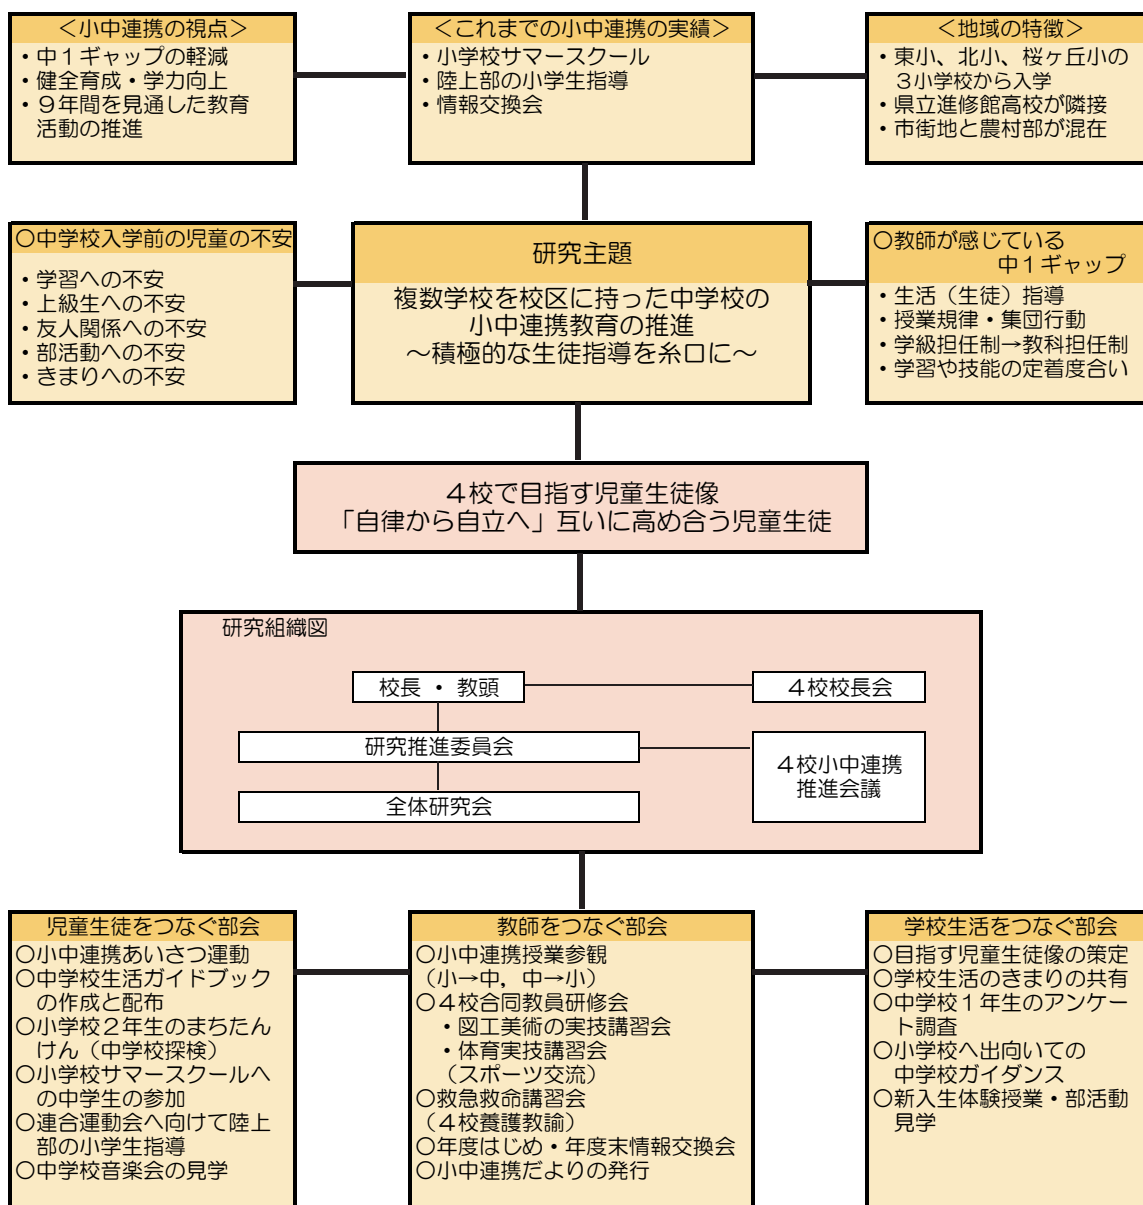 ＜小中連携の視点＞
・中１ギャップの軽減
・健全育成・学力向上
・９年間を見通した教育
活動の推進
＜これまでの小中連携の実績＞
・小学校サマースクール
・陸上部の小学生指導
・情報交換会
＜地域の特徴＞
・東小、北小、桜ヶ丘小の
３小学校から入学
・県立進修館高校が隣接
・市街地と農村部が混在
○中学校入学前の児童の不安
・学習への不安
・上級生への不安
・友人関係への不安
・部活動への不安
・きまりへの不安
研究主題
複数学校を校区に持った中学校の
小中連携教育の推進
～積極的な生徒指導を糸口に～
○教師が感じている
中１ギャップ
・生活（生徒）指導
・授業規律・集団行動
・学級担任制→教科担任制
・学習や技能の定着度合い
４校で目指す児童生徒像
「自律から自立へ」互いに高め合う児童生徒
研究組織図
校長 ・ 教頭
４校校長会
研究推進委員会
４校小中連携
推進会議
全体研究会
児童生徒をつなぐ部会
○小中連携あいさつ運動
○中学校生活ガイドブック
の作成と配布
○小学校２年生のまちたん
けん（中学校探検）
○小学校サマースクールへ
の中学生の参加
○連合運動会へ向けて陸上
部の小学生指導
○中学校音楽会の見学
教師をつなぐ部会
○小中連携授業参観
（小→中，中→小）
○４校合同教員研修会
・図工美術の実技講習会
・体育実技講習会
（スポーツ交流）
○救急救命講習会
（４校養護教諭）
○年度はじめ・年度末情報交換会
○小中連携だよりの発行
学校生活をつなぐ部会
○目指す児童生徒像の策定
○学校生活のきまりの共有
○中学校１年生のアンケー
ト調査
○小学校へ出向いての
中学校ガイダンス
○新入生体験授業・部活動
見学